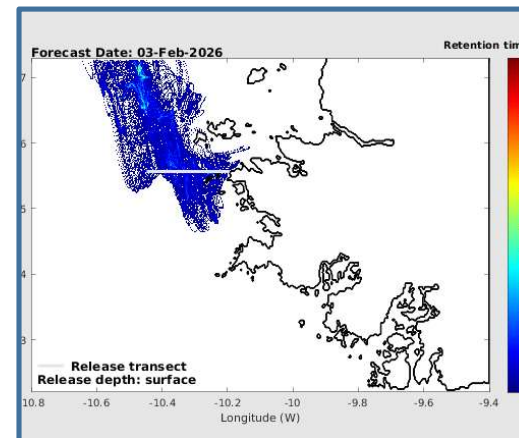 Forecast Date: 03-Feb-2026
Retention tim
7
6
5
4
3
Release transect
Release depth: surface
10.8 -10.6 -10.4 -10.2 -10 -9.8 -9.6 -9.4
Longitude (W)